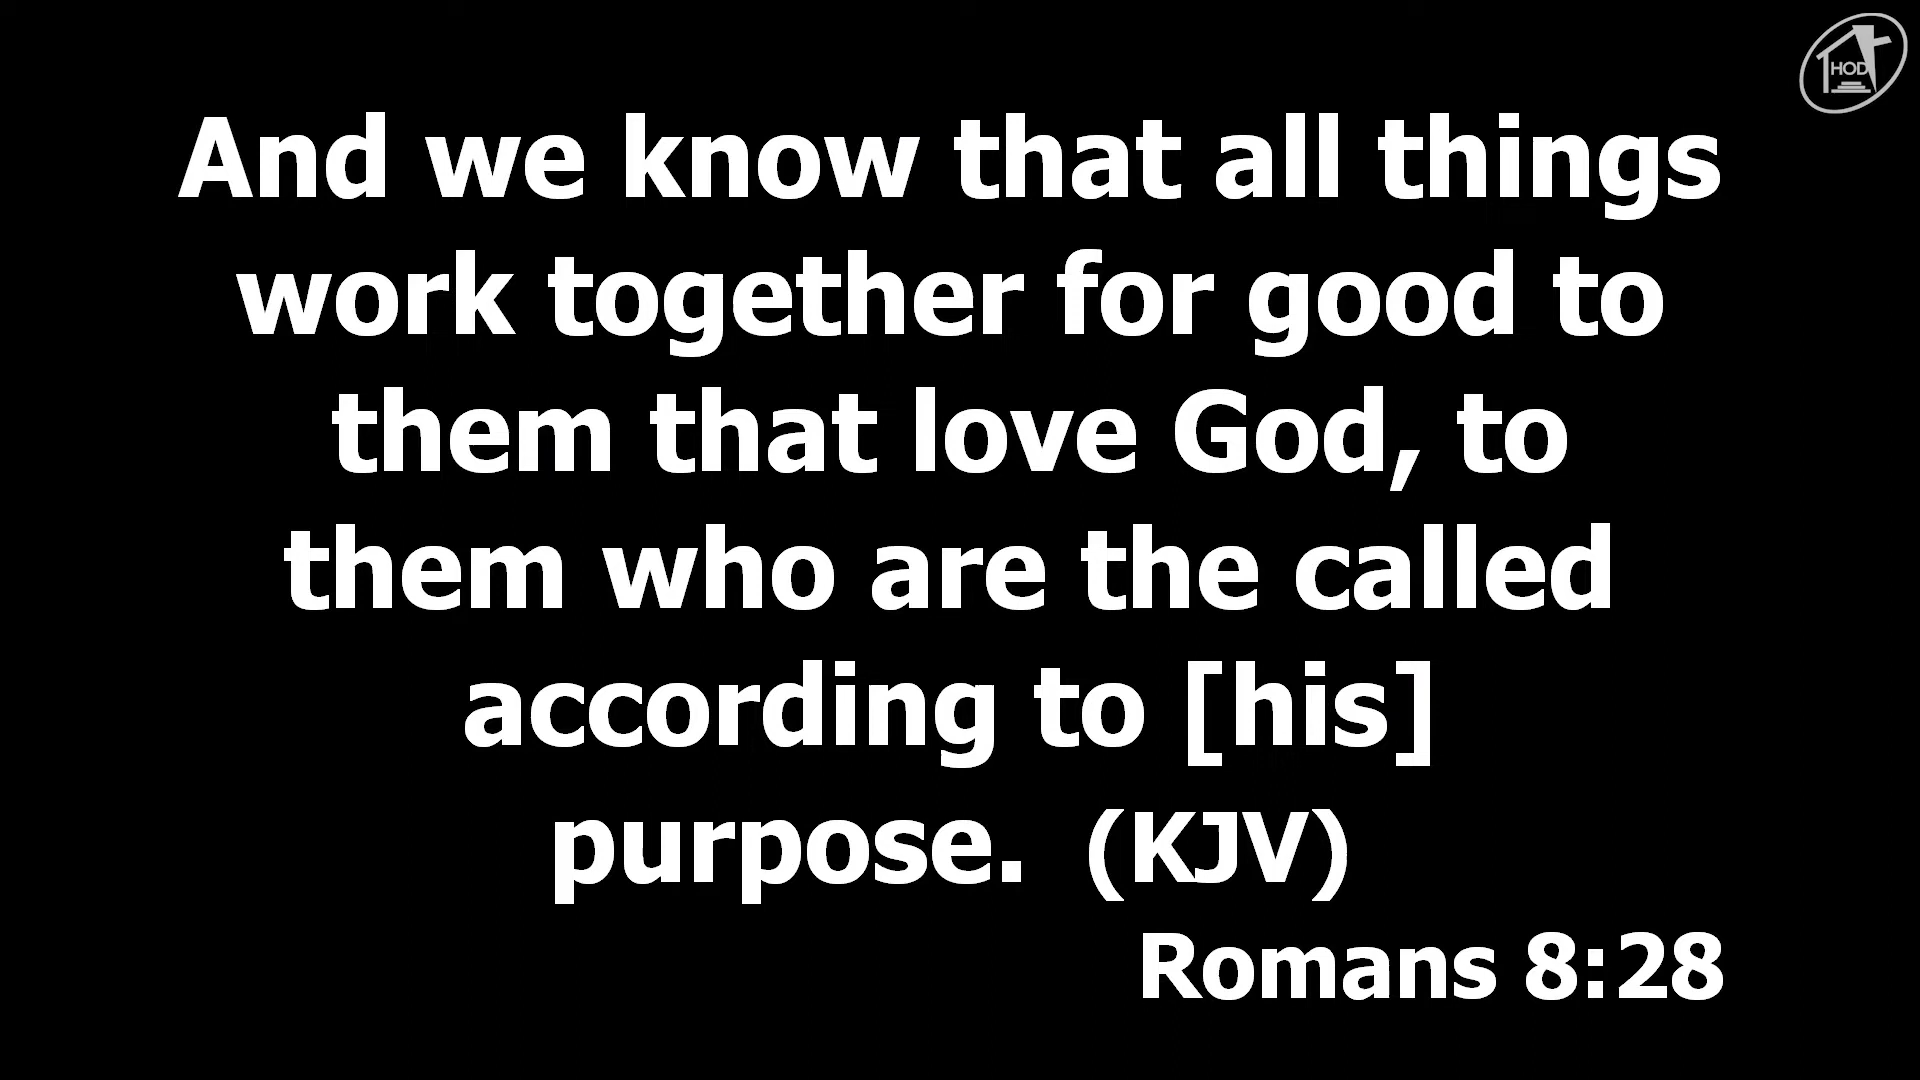 HOD
And we know that all things
work together for good to
them that love God, to
them who are the called
according to [his]
purpose.  (KJV)
Romans 8:28